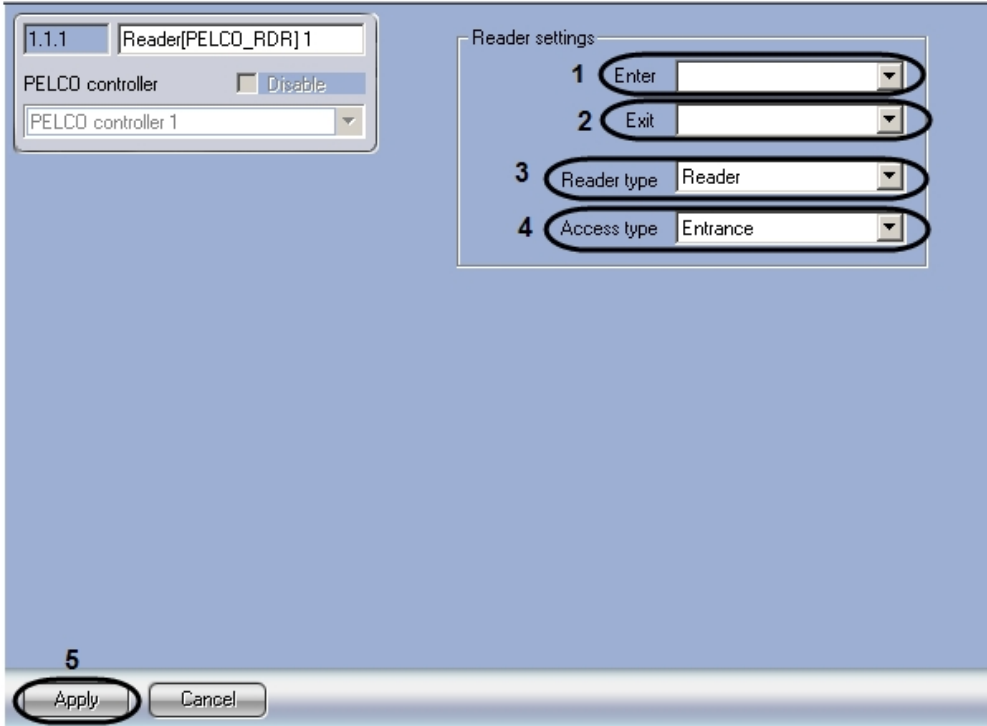 1.1.1 Reader[PELCO_RDR] 1
PELCO controller Disable
PELCO controller 1
Reader settings
1 Enter
2 Exit
3 Reader type Reader
4 Access type Entrance
5
Apply Cancel